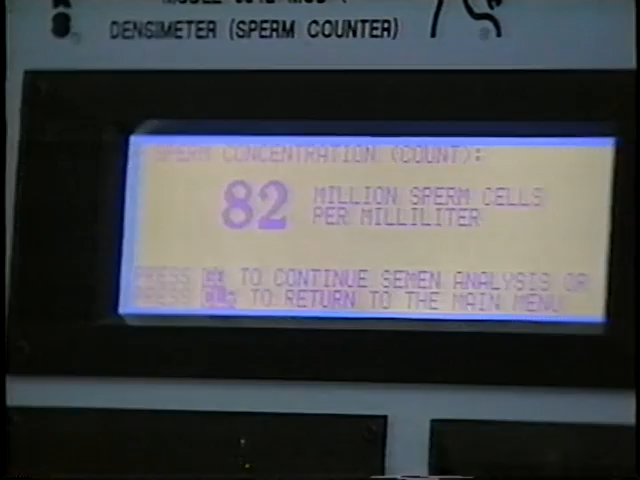 DENSIMETER (SPERM COUNTER)
SPERM CONCENTRATION (COUNT):
82 MILLION SPERM CELLS
PER MILLILITER
PRESS TO CONTINUE SEMEN ANALYSIS OR
PRESS TO RETURN TO THE MAIN MENU